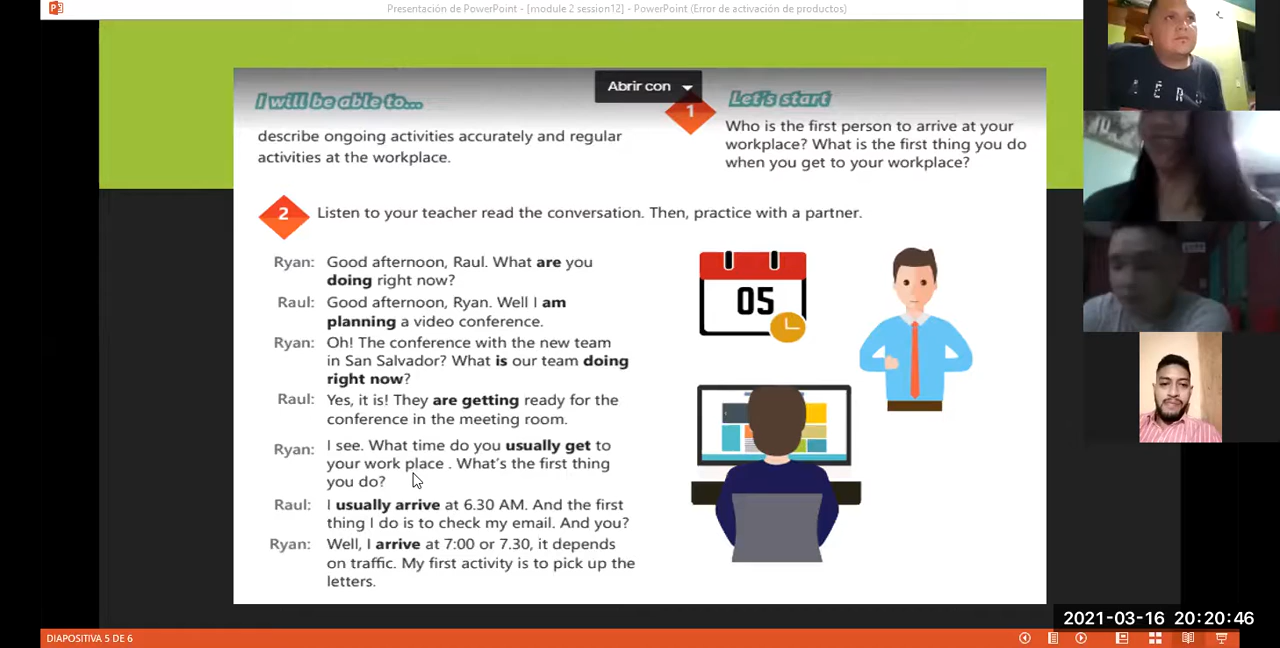 Presentación de PowerPoint - [module 2 session12] - PowerPoint (Error de activación de productos)
I will be able to...
describe ongoing activities accurately and regular
activities at the workplace.
Abrir con
1
Let's start
Who is the first person to arrive at your
workplace? What is the first thing you do
when you get to your workplace?
2
Listen to your teacher read the conversation. Then, practice with a partner.
Ryan: Good afternoon, Raul. What are you
doing right now?
Raul: Good afternoon, Ryan. Well I am
planning a video conference.
Ryan: Oh! The conference with the new team
in San Salvador? What is our team doing
right now?
Raul: Yes, it is! They are getting ready for the
conference in the meeting room.
Ryan: I see. What time do you usually get to
your work place . What's the first thing
you do?
Raul: I usually arrive at 6.30 AM. And the first
thing I do is to check my email. And you?
Ryan: Well, I arrive at 7:00 or 7.30, it depends
on traffic. My first activity is to pick up the
letters.
05
2021-03-16 20:20:46
DIAPOSITIVA 5 DE 6